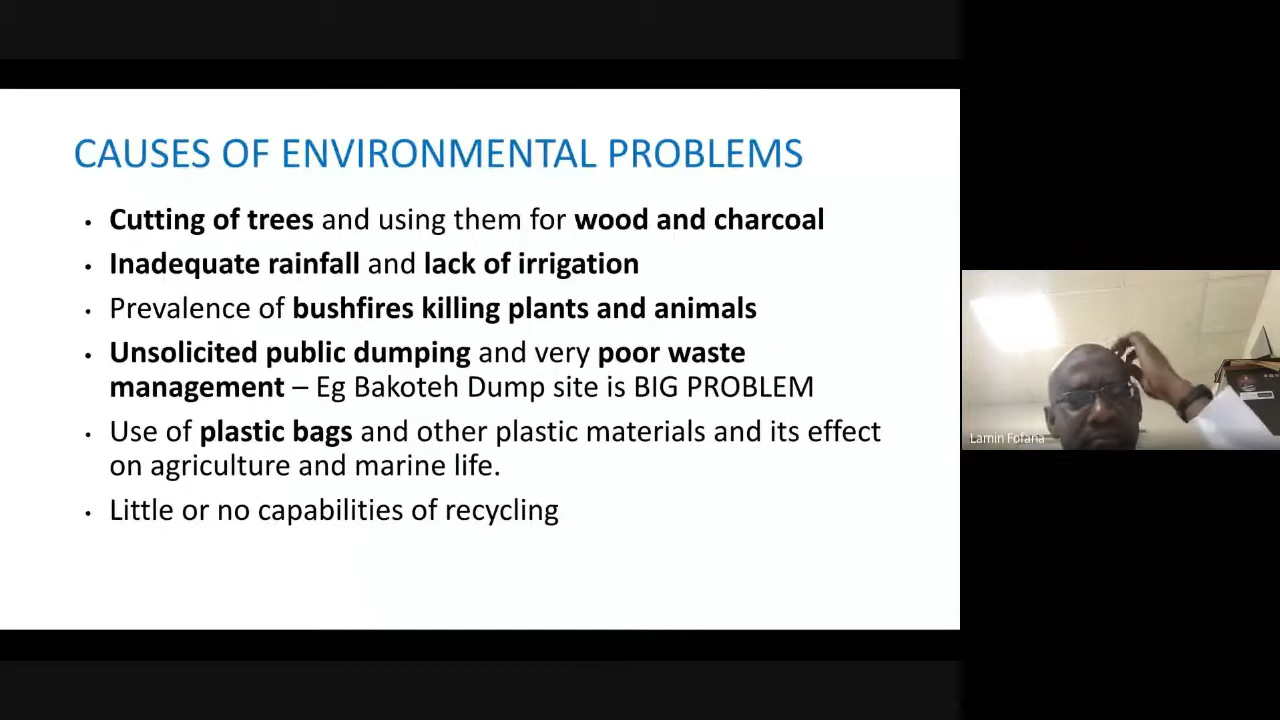 CAUSES OF ENVIRONMENTAL PROBLEMS
• Cutting of trees and using them for wood and charcoal
• Inadequate rainfall and lack of irrigation
• Prevalence of bushfires killing plants and animals
• Unsolicited public dumping and very poor waste
management – Eg Bakoteh Dump site is BIG PROBLEM
• Use of plastic bags and other plastic materials and its effect
on agriculture and marine life.
• Little or no capabilities of recycling
Lamin Fofana